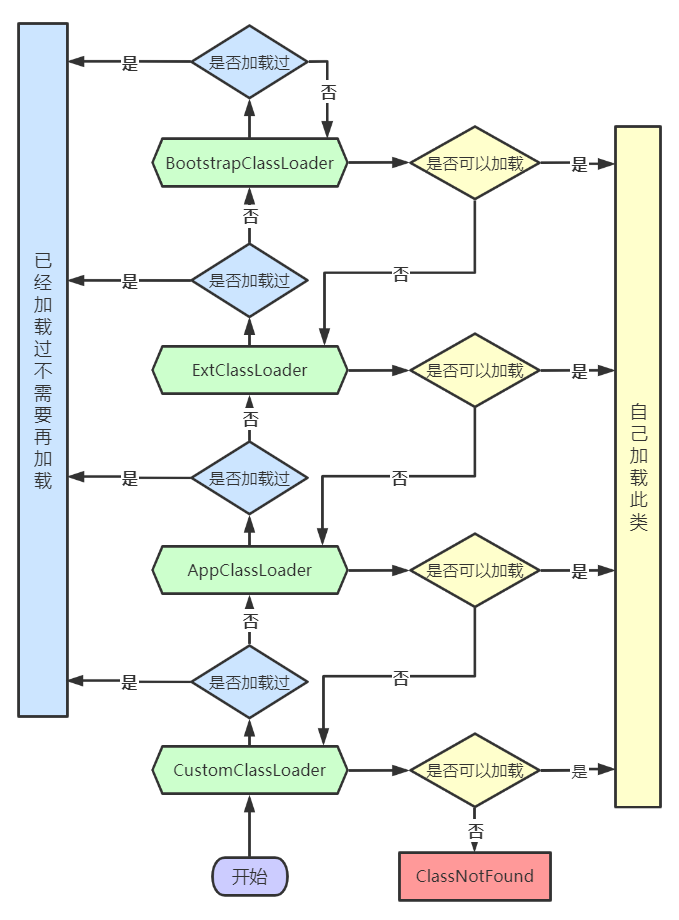 是否加载过
是
否
BootstrapClassLoader
是否可以加载
是
否
是否加载过
是
否
已经加载过不需要再加载
ExtClassLoader
是否可以加载
是
否
是否加载过
是
否
自己加载此类
AppClassLoader
是否可以加载
是
否
是否加载过
是
否
CustomClassLoader
是否可以加载
是
否
开始
ClassNotFound